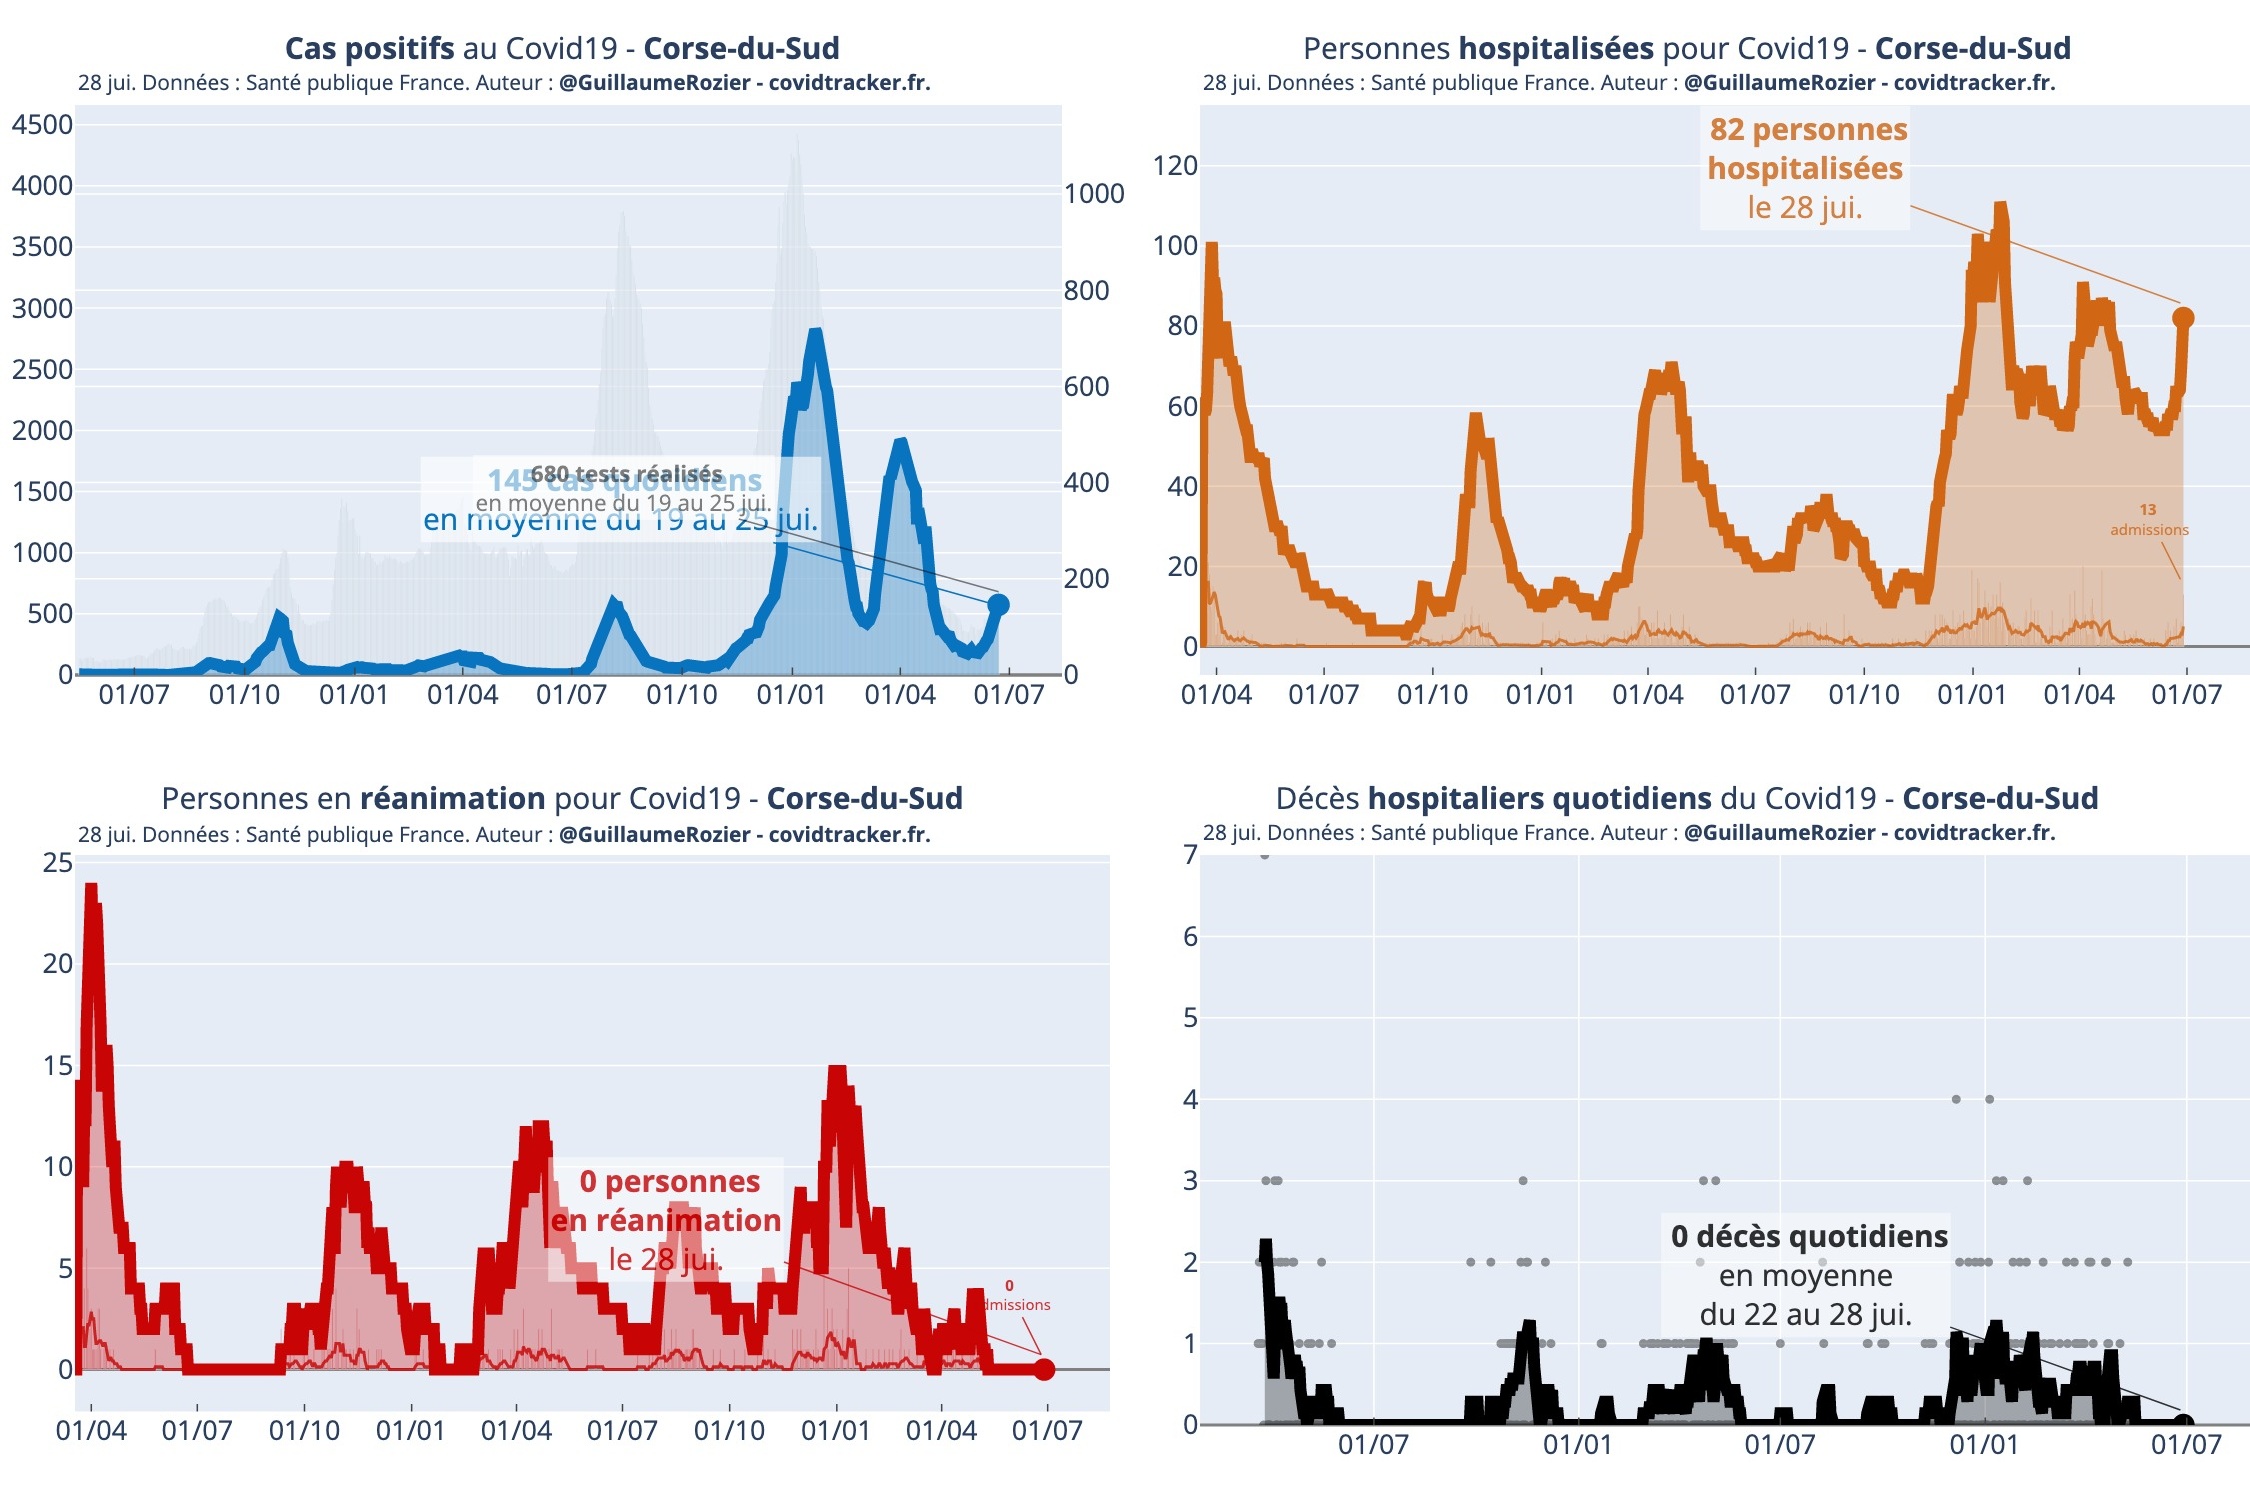 Cas positifs au Covid19 - Corse-du-Sud
28 jui. Données : Santé publique France. Auteur : @GuillaumeRozier - covidtracker.fr.
4500
4000
3500
3000
2500
2000
1500
1000
500
0
1000
800
600
400
200
0
680 tests réalisés
en moyenne du 19 au 25 jui.
145 cas quotidiens
en moyenne du 19 au 25 jui.
01/07 01/10 01/01 01/04 01/07 01/10 01/01 01/04 01/07
Personnes hospitalisées pour Covid19 - Corse-du-Sud
28 jui. Données : Santé publique France. Auteur : @GuillaumeRozier - covidtracker.fr.
120
100
80
60
40
20
0
82 personnes
hospitalisées
le 28 jui.
13
admissions
01/04 01/07 01/10 01/01 01/04 01/07 01/10 01/01 01/04 01/07
Personnes en réanimation pour Covid19 - Corse-du-Sud
28 jui. Données : Santé publique France. Auteur : @GuillaumeRozier - covidtracker.fr.
25
20
15
10
5
0
0 personnes
en réanimation
le 28 jui.
0
admissions
01/04 01/07 01/10 01/01 01/04 01/07 01/10 01/01 01/04 01/07
Décès hospitaliers quotidiens du Covid19 - Corse-du-Sud
28 jui. Données : Santé publique France. Auteur : @GuillaumeRozier - covidtracker.fr.
7
6
5
4
3
2
1
0
0 décès quotidiens
en moyenne
du 22 au 28 jui.
01/07 01/01 01/07 01/01 01/07